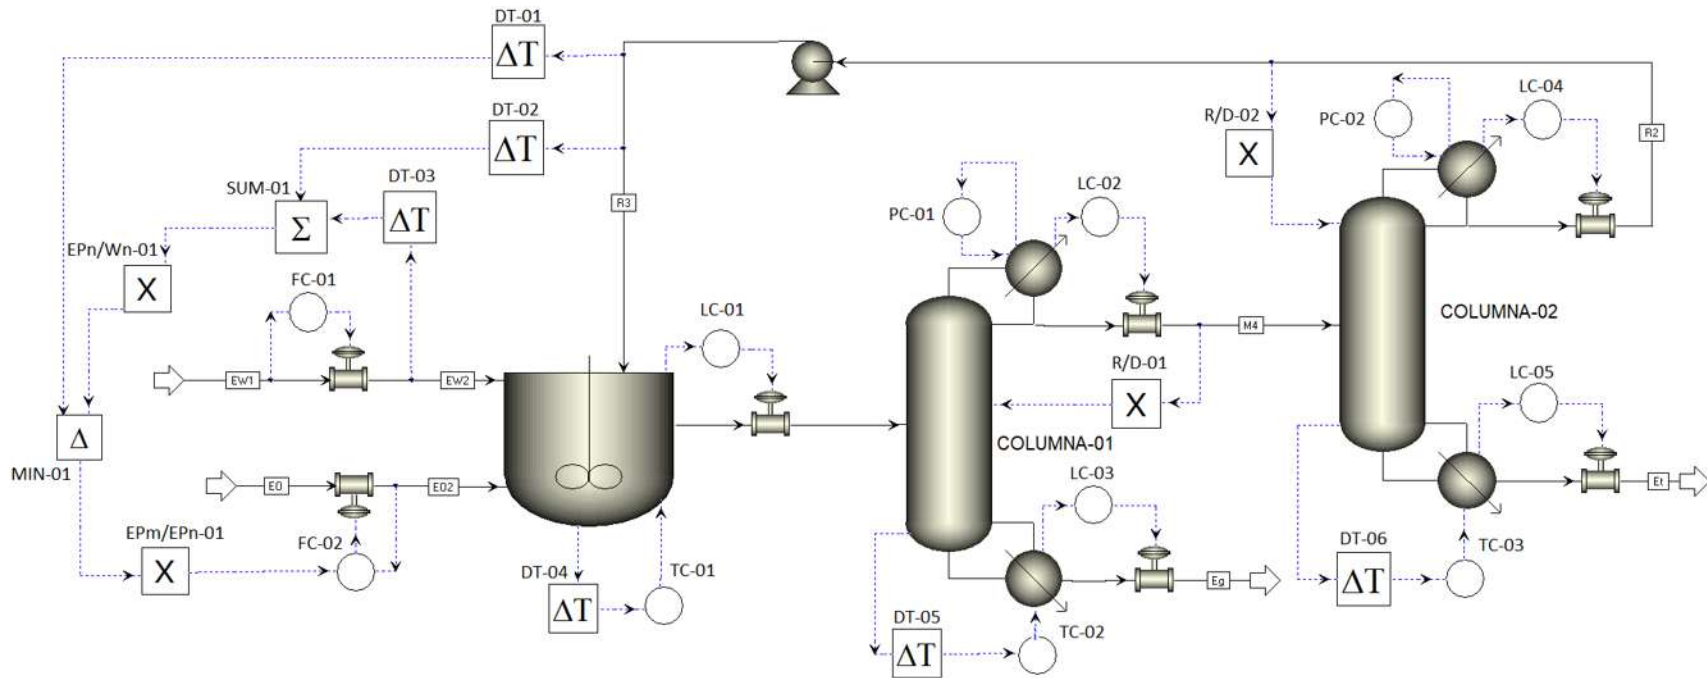 DT-01
ΔT
DT-02
ΔT
LC-04
PC-02
R/D-02
X
R2
SUM-01
Σ
DT-03
ΔT
R3
PC-01
LC-02
EPn/Wn-01
X
FC-01
LC-01
M4
COLUMNA-02
EW1
EW2
R/D-01
X
LC-05
Δ
MIN-01
COLUMNA-01
E0
E02
LC-03
Et
EPm/EPn-01
X
FC-02
DT-04
ΔT
TC-01
DT-06
ΔT
TC-03
Eg
DT-05
ΔT
TC-02